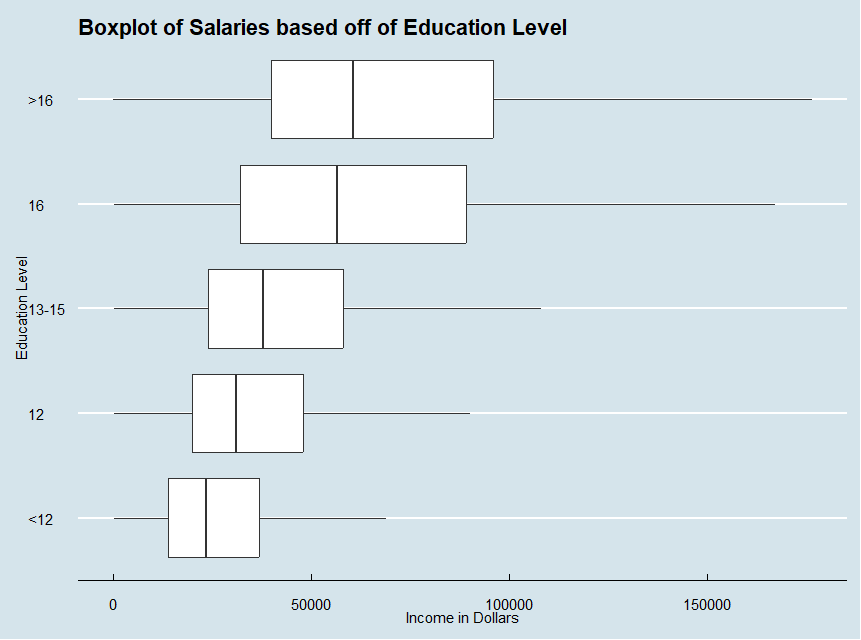 Boxplot of Salaries based off of Education Level
>16
16
13-15
12
<12
Education Level
0 50000 100000 150000
Income in Dollars